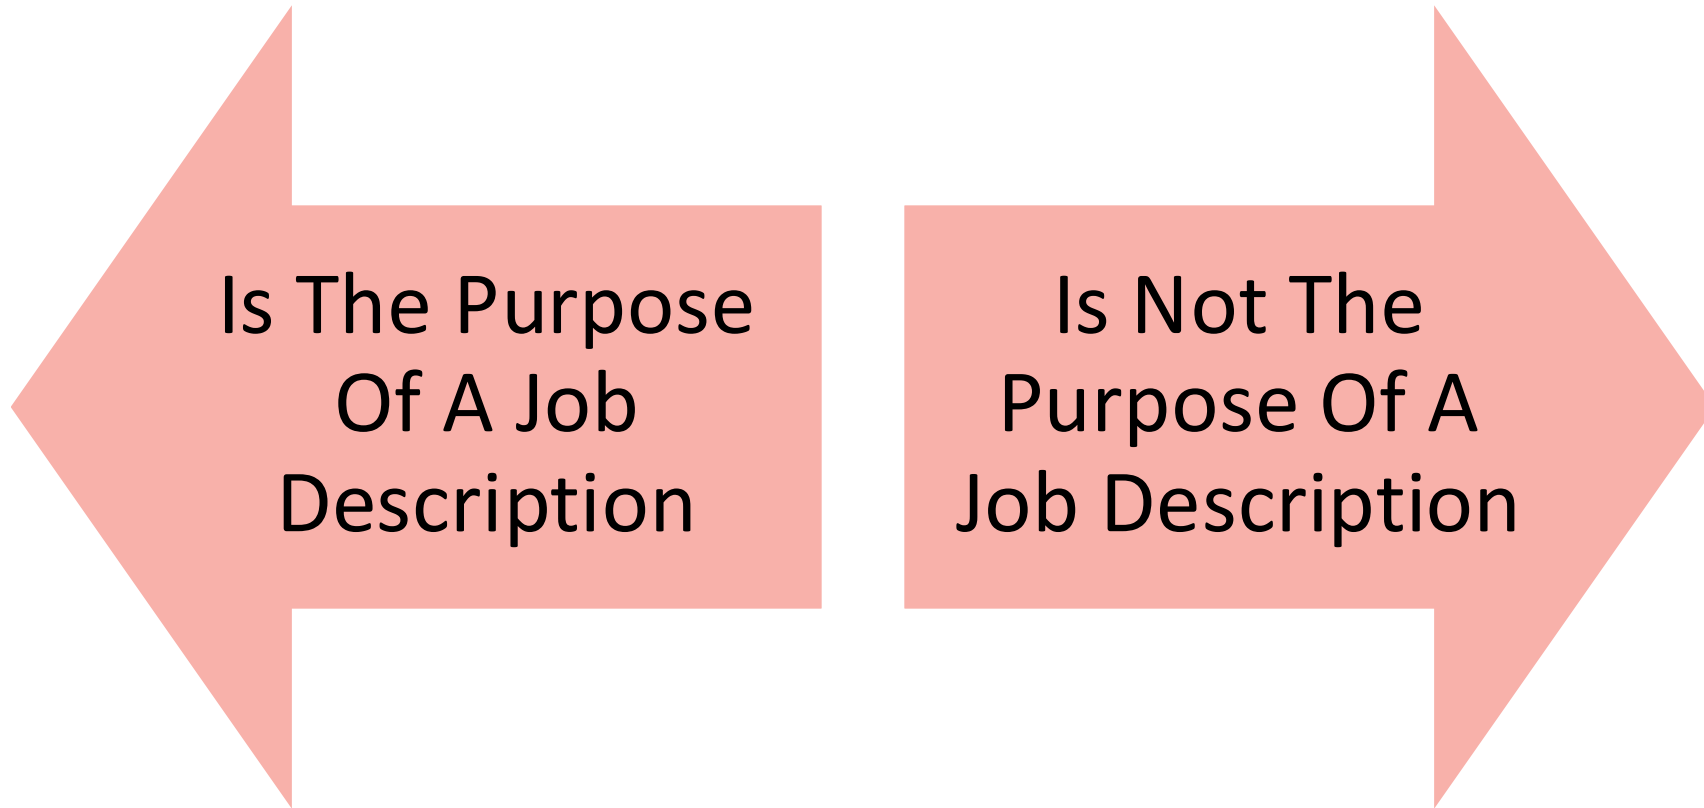 Is The Purpose
Of A Job
Description
Is Not The
Purpose Of A
Job Description